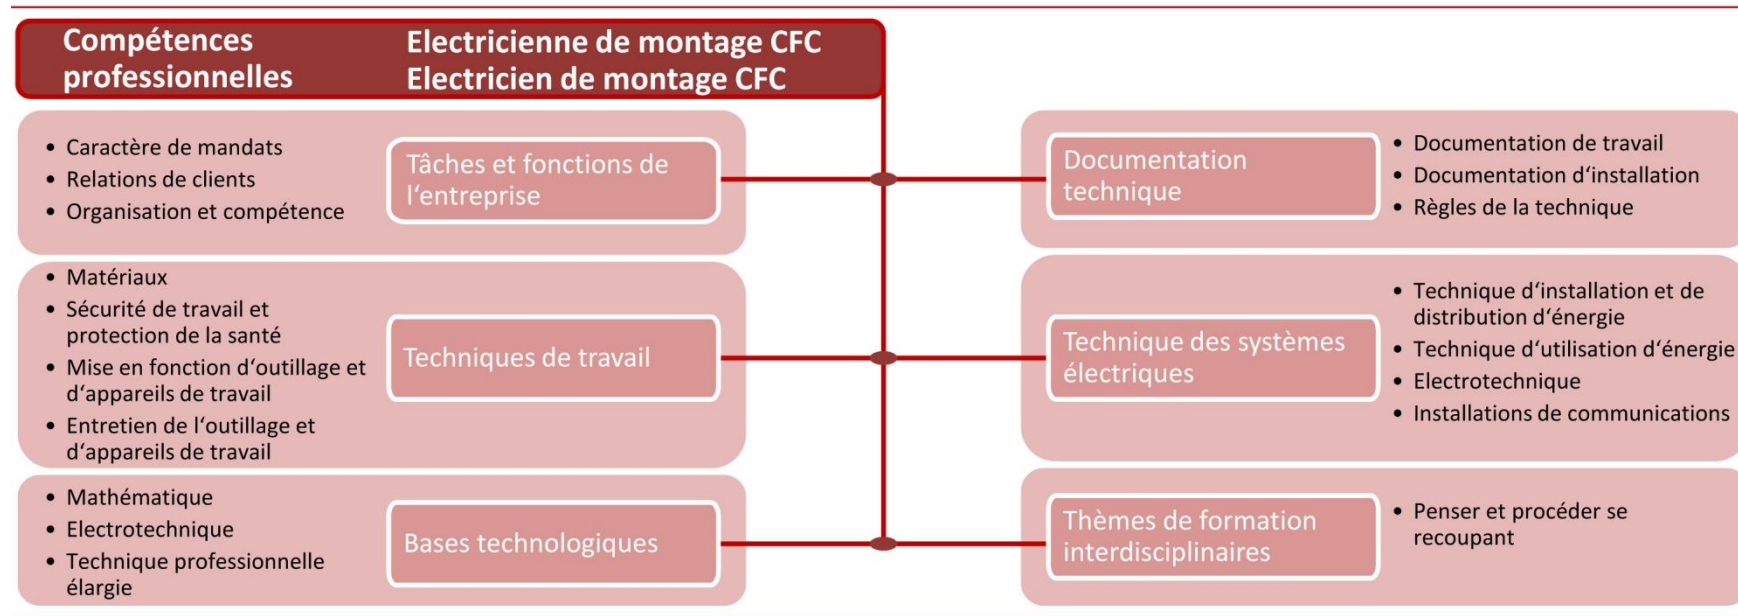 Compétences professionnelles
Electricienne de montage CFC
Electricien de montage CFC
• Caractère de mandats
• Relations de clients
• Organisation et compétence
Tâches et fonctions de
l‘entreprise
• Matériaux
• Sécurité de travail et
protection de la santé
• Mise en fonction d‘outillage et
d‘appareils de travail
• Entretien de l‘outillage et
d‘appareils de travail
Techniques de travail
• Mathématique
• Electrotechnique
• Technique professionnelle
élargie
Bases technologiques
Documentation
technique
• Documentation de travail
• Documentation d‘installation
• Règles de la technique
Technique des systèmes
électriques
• Technique d‘installation et de
distribution d‘énergie
• Technique d‘utilisation d‘énergie
• Electrotechnique
• Installations de communications
Thèmes de formation
interdisciplinaires
• Penser et procéder se
recoupant